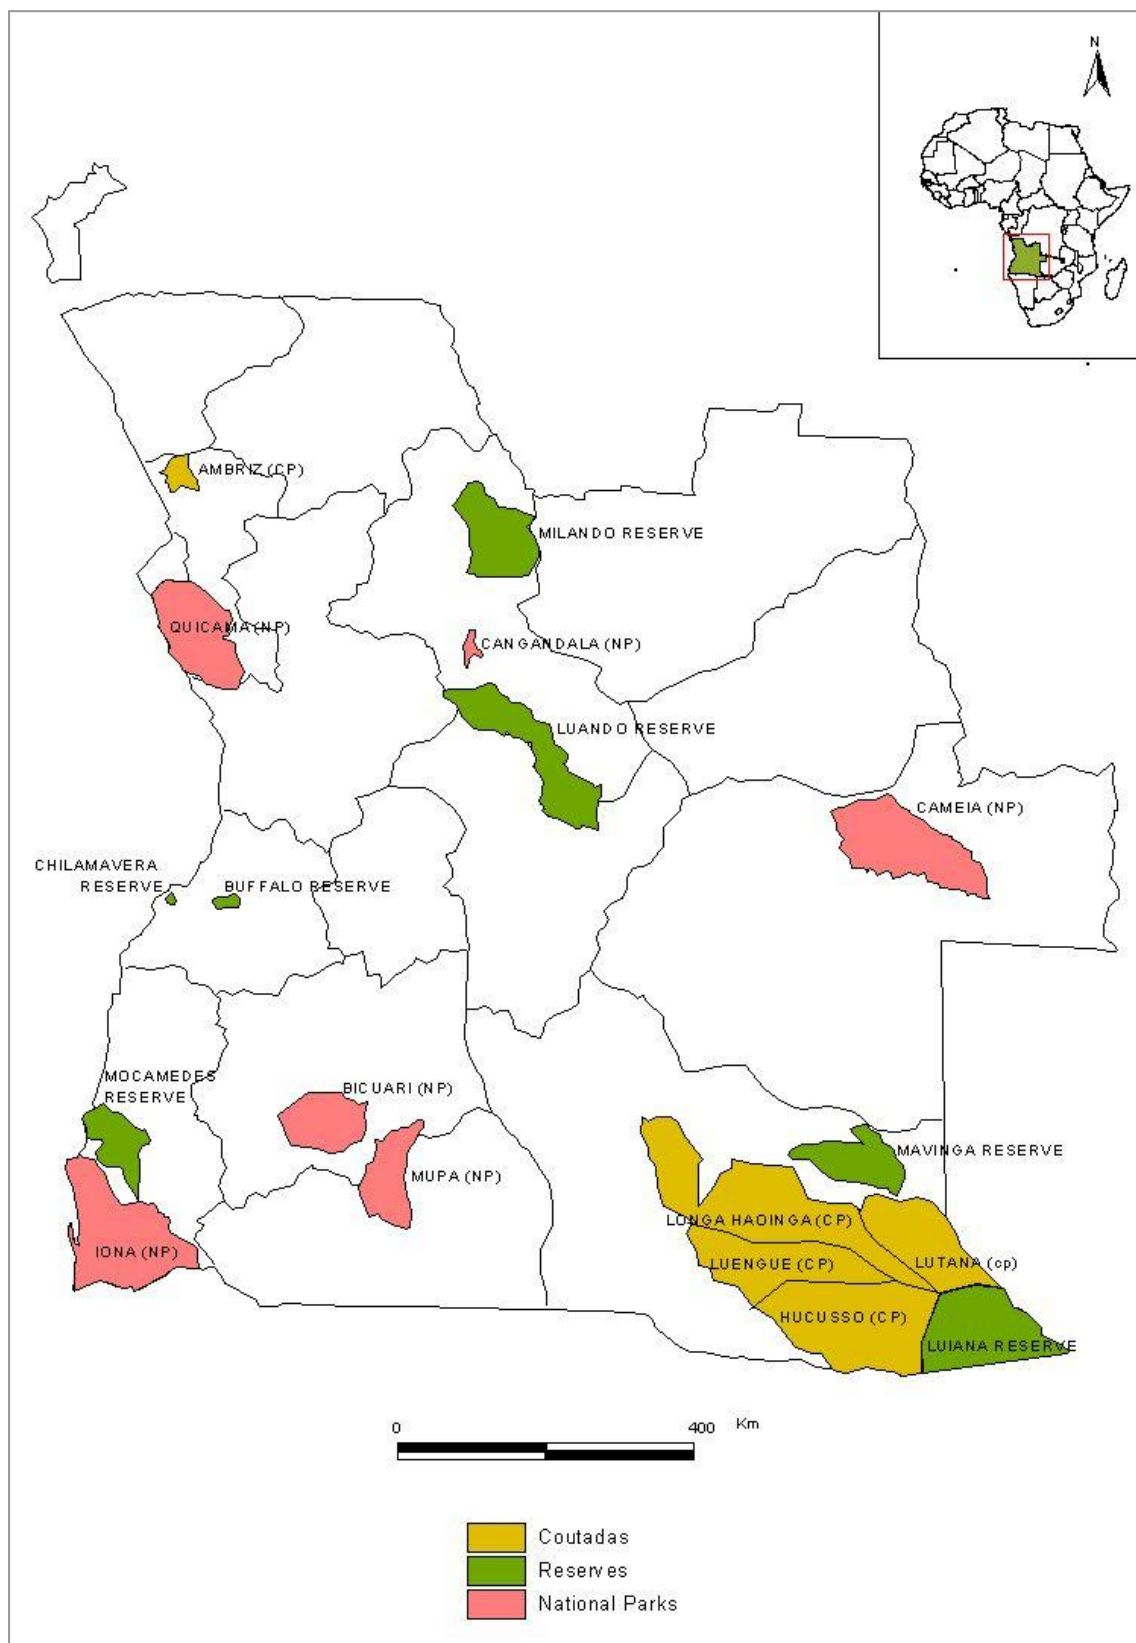 N
AMBRIZ (CP)
MILANDO RESERVE
QUICAMA (NP)
CANGANDALA (NP)
LUANDO RESERVE
CAMEIA (NP)
CHILAMAVERA
RESERVE
BUFFALO RESERVE
MOCAMEDES
RESERVE
BICUARI (NP)
MUPA (NP)
MAVINGA RESERVE
LONGA HAOINGA (CP)
IONA (NP)
LUENGUE (CP)
LUTANA (cp)
HUCUSSO (CP)
LUIANA RESERVE
0 400 Km
Coutadas
Reserves
National Parks